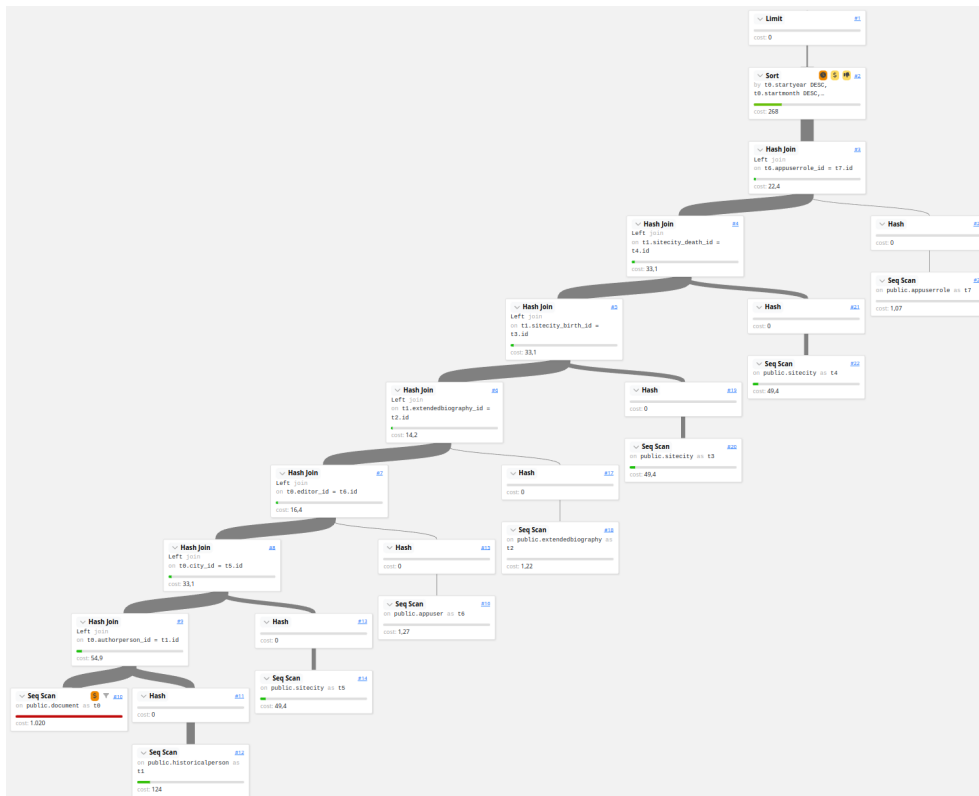 Limit #1
cost: 0
Sort #2
by t0.startyear DESC,
t0.startmonth DESC,…
cost: 268
Hash Join #3
Left join
on t6.appuserrole_id = t7.id
cost: 22,4
Hash Join #4
Left join
on t1.sitecity_death_id =
t4.id
cost: 33,1
Hash
cost: 0
Seq Scan
on public.appuserrole as t7
cost: 1,07
Hash Join #5
Left join
on t1.sitecity_birth_id =
t3.id
cost: 33,1
Hash #21
cost: 0
Seq Scan #22
on public.sitecity as t4
cost: 49,4
Hash Join #6
Left join
on t1.extendedbiography_id =
t2.id
cost: 14,2
Hash #19
cost: 0
Seq Scan #20
on public.sitecity as t3
cost: 49,4
Hash Join #7
Left join
on t0.editor_id = t6.id
cost: 16,4
Hash #17
cost: 0
Seq Scan #18
on public.extendedbiography as
t2
cost: 1,22
Hash Join #8
Left join
on t0.city_id = t5.id
cost: 33,1
Hash #15
cost: 0
Seq Scan #16
on public.appuser as t6
cost: 1,27
Hash Join #9
Left join
on t0.authorperson_id = t1.id
cost: 54,9
Hash #13
cost: 0
Seq Scan #14
on public.sitecity as t5
cost: 49,4
Seq Scan #10
on public.document as t0
cost: 1.020
Hash #11
cost: 0
Seq Scan #12
on public.historicalperson as
t1
cost: 124